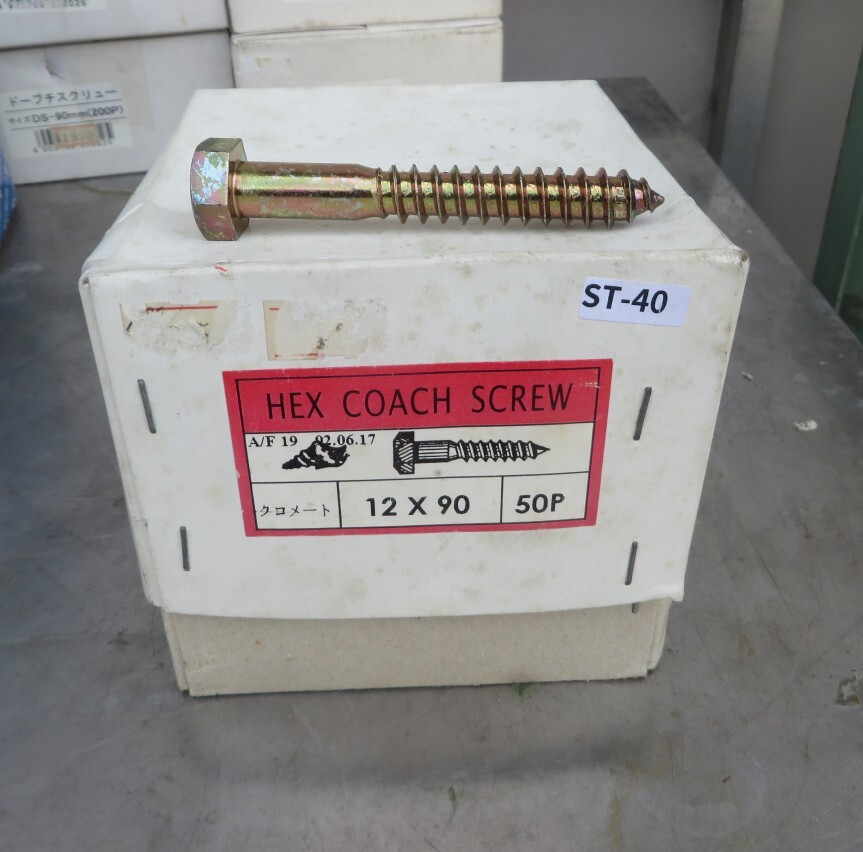 ドーブチスクリュー
サイズDS-90mm(200P)
ST-40
HEX COACH SCREW
A/F 19 92.06.17
クロメート
12 X 90
50P